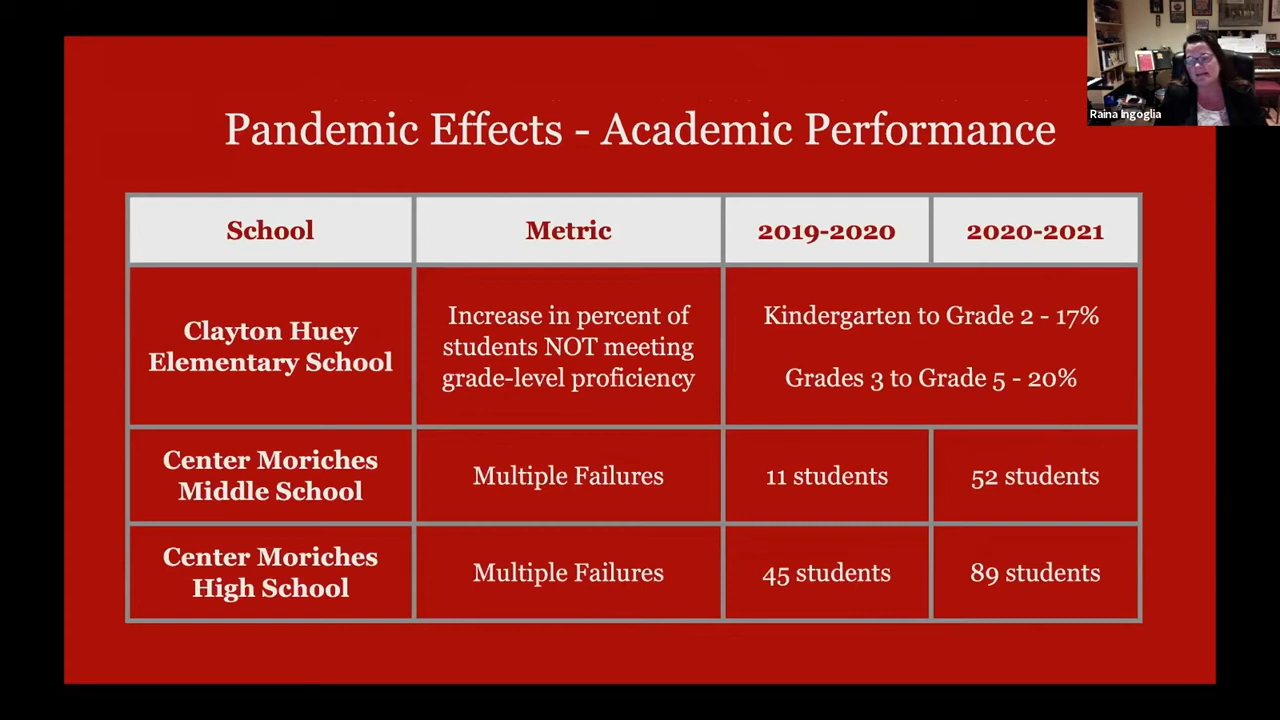 Raina Ingoglia
Pandemic Effects - Academic Performance
School
Metric
2019-2020
2020-2021
Clayton Huey
Elementary School
Increase in percent of
students NOT meeting
grade-level proficiency
Kindergarten to Grade 2 - 17%
Grades 3 to Grade 5 - 20%
Center Moriches
Middle School
Multiple Failures
11 students
52 students
Center Moriches
High School
Multiple Failures
45 students
89 students